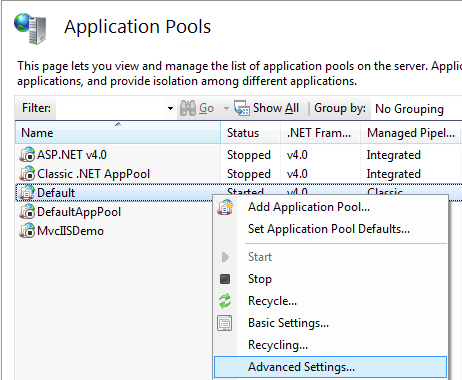 Application Pools
This page lets you view and manage the list of application pools on the server. Appli
applications, and provide isolation among different applications.
Filter: Go Show All Group by: No Grouping
Name Status .NET Fram... Managed Pipel...
ASP.NET v4.0 Stopped v4.0 Integrated
Classic .NET AppPool Stopped v4.0 Integrated
Default Started v4.0 Classic
DefaultAppPool
MvcIISDemo
Add Application Pool...
Set Application Pool Defaults...
Start
Stop
Recycle...
Basic Settings...
Recycling...
Advanced Settings...